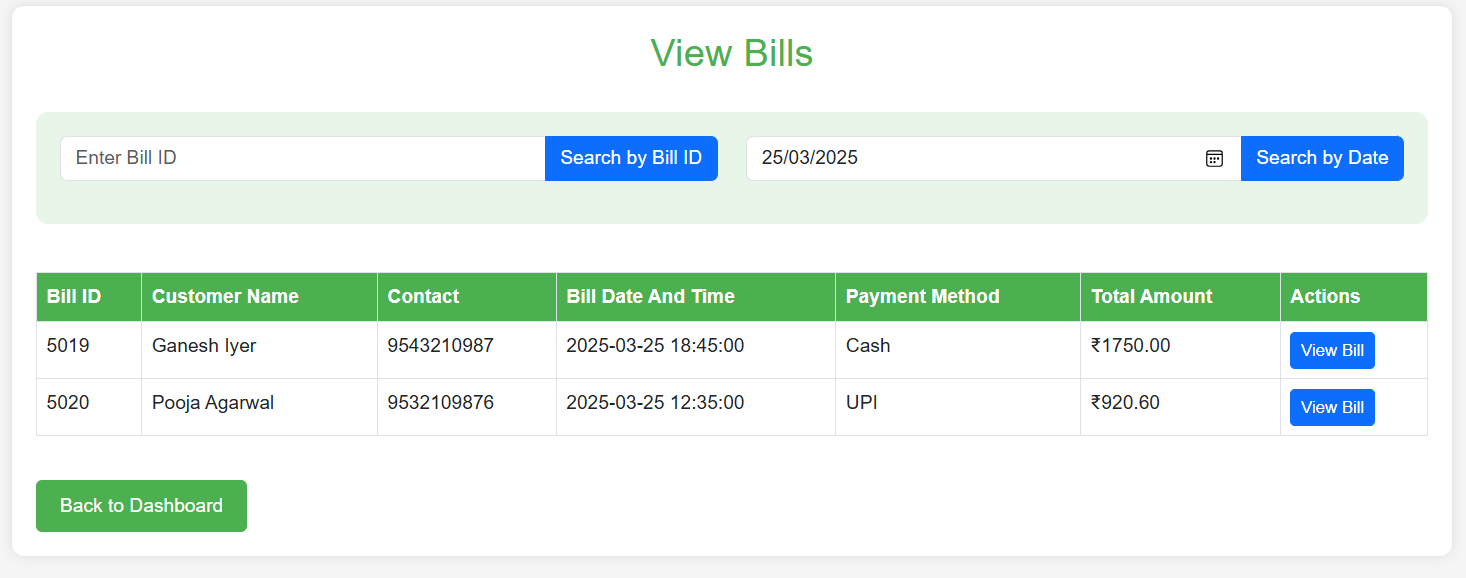 View Bills
Enter Bill ID Search by Bill ID 25/03/2025 Search by Date
Bill ID Customer Name Contact Bill Date And Time Payment Method Total Amount Actions
5019 Ganesh Iyer 9543210987 2025-03-25 18:45:00 Cash ₹1750.00 View Bill
5020 Pooja Agarwal 9532109876 2025-03-25 12:35:00 UPI ₹920.60 View Bill
Back to Dashboard